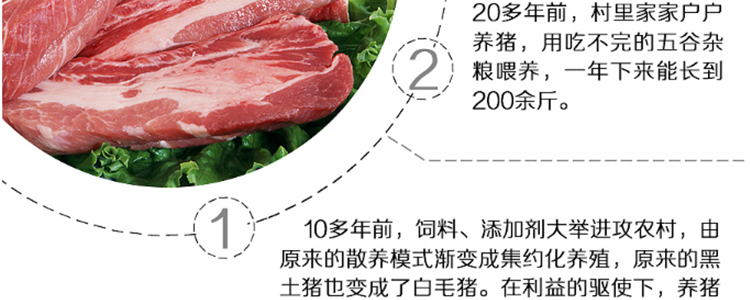 20多年前，村里家家户户
养猪，用吃不完的五谷杂
粮喂养，一年下来能长到
200余斤。
2
1
10多年前，饲料、添加剂大举进攻农村，由
原来的散养模式渐变成集约化养殖，原来的黑
土猪也变成了白毛猪。在利益的驱使下，养猪